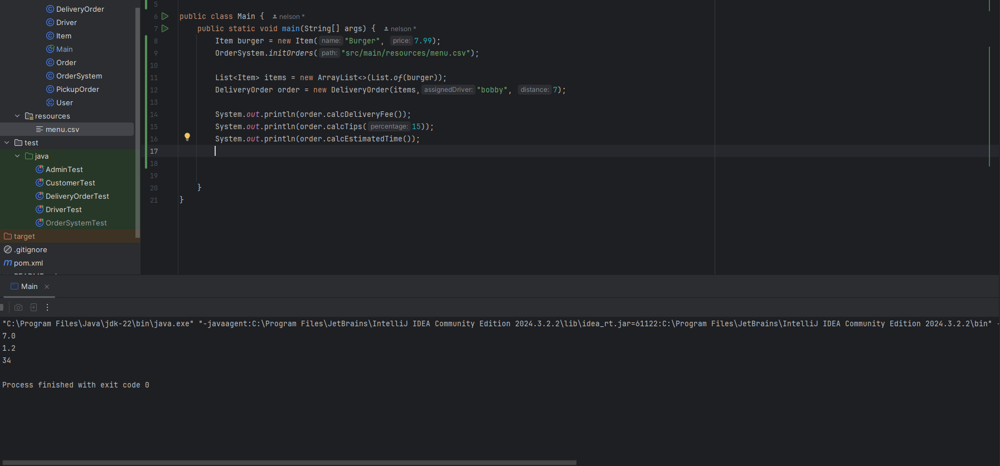 DeliveryOrder
Driver
Item
Main
Order
OrderSystem
PickupOrder
User
resources
menu.csv
test
java
AdminTest
CustomerTest
DeliveryOrderTest
DriverTest
OrderSystemTest
target
.gitignore
pom.xml
5
6 public class Main { nelson *
7 public static void main(String[] args) { nelson *
8 Item burger = new Item( name: "Burger", price: 7.99);
9 OrderSystem.initOrders( path: "src/main/resources/menu.csv");
10
11 List<Item> items = new ArrayList<>(List.of(burger));
12 DeliveryOrder order = new DeliveryOrder(items, assignedDriver: "bobby", distance: 7);
13
14 System.out.println(order.calcDeliveryFee());
15 System.out.println(order.calcTips( percentage: 15));
16 System.out.println(order.calcEstimatedTime());
17
18
19
20 }
21 }
Main
"C:\Program Files\Java\jdk-22\bin\java.exe" "-javaagent:C:\Program Files\JetBrains\IntelliJ IDEA Community Edition 2024.3.2.2\lib\idea_rt.jar=61122:C:\Program Files\JetBrains\IntelliJ IDEA Community Edition 2024.3.2.2\bin" -
7.0
1.2
34
Process finished with exit code 0